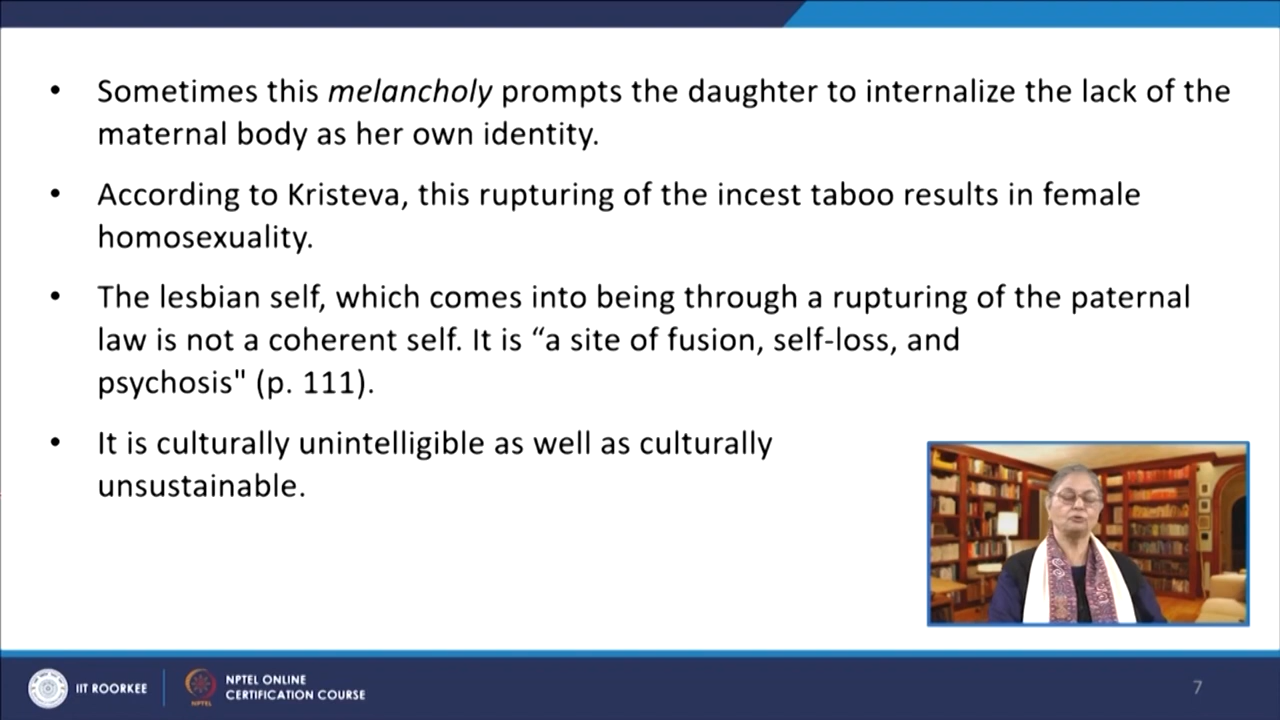 • Sometimes this melancholy prompts the daughter to internalize the lack of the
maternal body as her own identity.
• According to Kristeva, this rupturing of the incest taboo results in female
homosexuality.
• The lesbian self, which comes into being through a rupturing of the paternal
law is not a coherent self. It is “a site of fusion, self-loss, and
psychosis" (p. 111).
• It is culturally unintelligible as well as culturally
unsustainable.
IIT ROORKEE
NPTEL
NPTEL ONLINE
CERTIFICATION COURSE
7